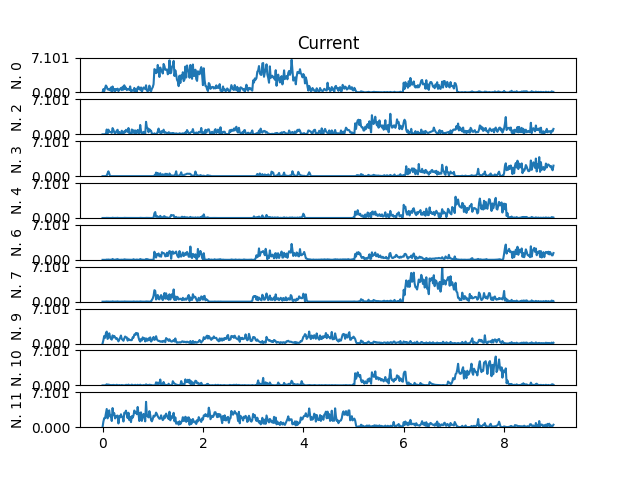 Current
7.101
N. 0
0.000
7.101
N. 2
0.000
7.101
N. 3
0.000
7.101
N. 4
0.000
7.101
N. 6
0.000
7.101
N. 7
0.000
7.101
N. 9
0.000
7.101
N. 10
0.000
7.101
N. 11
0.000
0 2 4 6 8